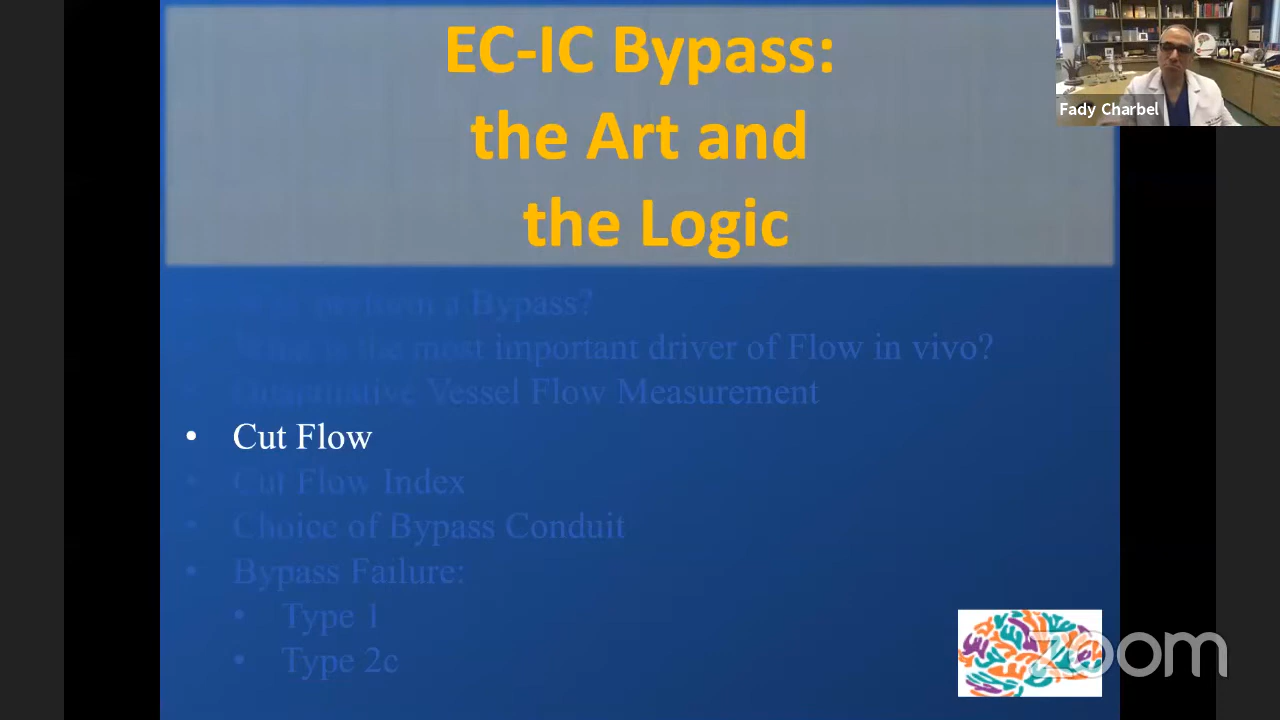 EC-IC Bypass:
the Art and
the Logic
Fady Charbel
perform a Bypass?
What is the most important driver of Flow in vivo?
• Quantitative Vessel Flow Measurement
• Cut Flow
• Cut Flow Index
• Choice of Bypass Conduit
• Bypass Failure:
• Type 1
• Type 2c
zoom